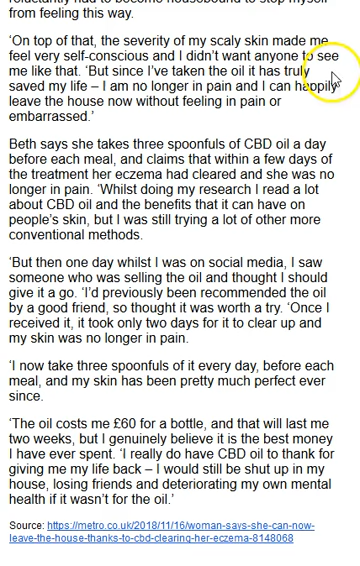 reluctantly had to become housebound to stop myself
from feeling this way.
‘On top of that, the severity of my scaly skin made me
feel very self-conscious and I didn’t want anyone to see
me like that. ‘But since I’ve taken the oil it has truly
saved my life – I am no longer in pain and I can happily
leave the house now without feeling in pain or
embarrassed.’
Beth says she takes three spoonfuls of CBD oil a day
before each meal, and claims that within a few days of
the treatment her eczema had cleared and she was no
longer in pain. ‘Whilst doing my research I read a lot
about CBD oil and the benefits that it can have on
people’s skin, but I was still trying a lot of other more
conventional methods.
‘But then one day whilst I was on social media, I saw
someone who was selling the oil and thought I should
give it a go. ‘I’d previously been recommended the oil
by a good friend, so thought it was worth a try. ‘Once I
received it, it took only two days for it to clear up and
my skin was no longer in pain.
‘I now take three spoonfuls of it every day, before each
meal, and my skin has been pretty much perfect ever
since.
‘The oil costs me £60 for a bottle, and that will last me
two weeks, but I genuinely believe it is the best money
I have ever spent. ‘I really do have CBD oil to thank for
giving me my life back – I would still be shut up in my
house, losing friends and deteriorating my own mental
health if it wasn’t for the oil.’
Source: https://metro.co.uk/2018/11/16/woman-says-she-can-now-
leave-the-house-thanks-to-cbd-clearing-her-eczema-8148068